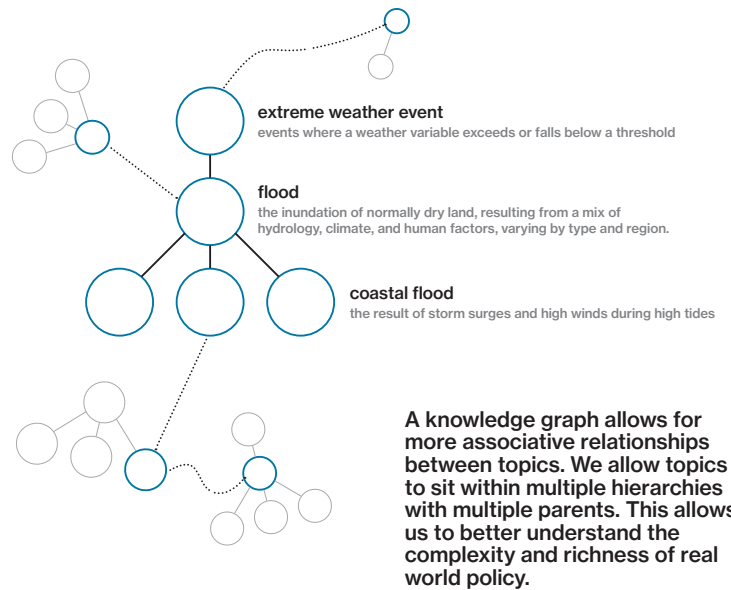 extreme weather event
events where a weather variable exceeds or falls below a threshold
flood
the inundation of normally dry land, resulting from a mix of
hydrology, climate, and human factors, varying by type and region.
coastal flood
the result of storm surges and high winds during high tides
A knowledge graph allows for
more associative relationships
between topics. We allow topics
to sit within multiple hierarchies
with multiple parents. This allows
us to better understand the
complexity and richness of real
world policy.